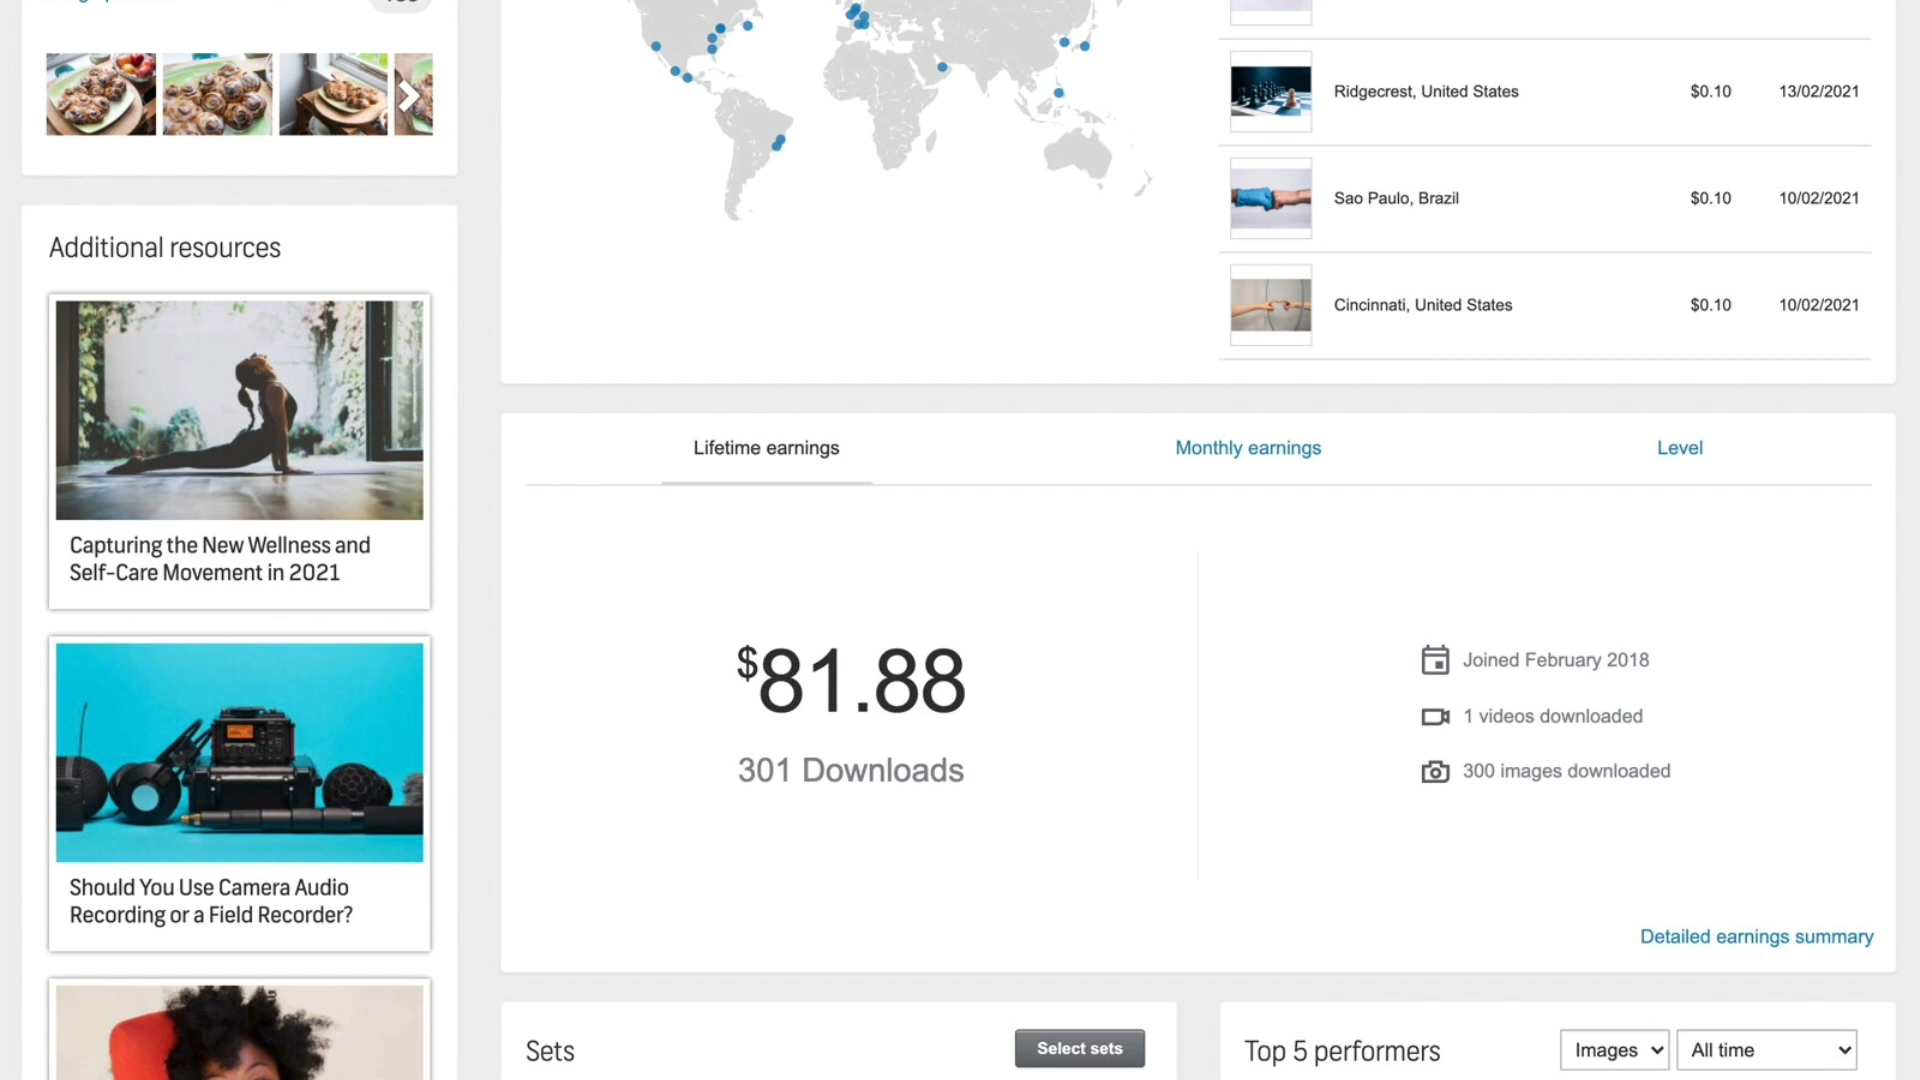 Additional resources
Capturing the New Wellness and
Self-Care Movement in 2021
Should You Use Camera Audio
Recording or a Field Recorder?
Ridgecrest, United States $0.10 13/02/2021
Sao Paulo, Brazil $0.10 10/02/2021
Cincinnati, United States $0.10 10/02/2021
Lifetime earnings Monthly earnings Level
$81.88
301 Downloads
Joined February 2018
1 videos downloaded
300 images downloaded
Detailed earnings summary
Sets Select sets
Top 5 performers Images All time